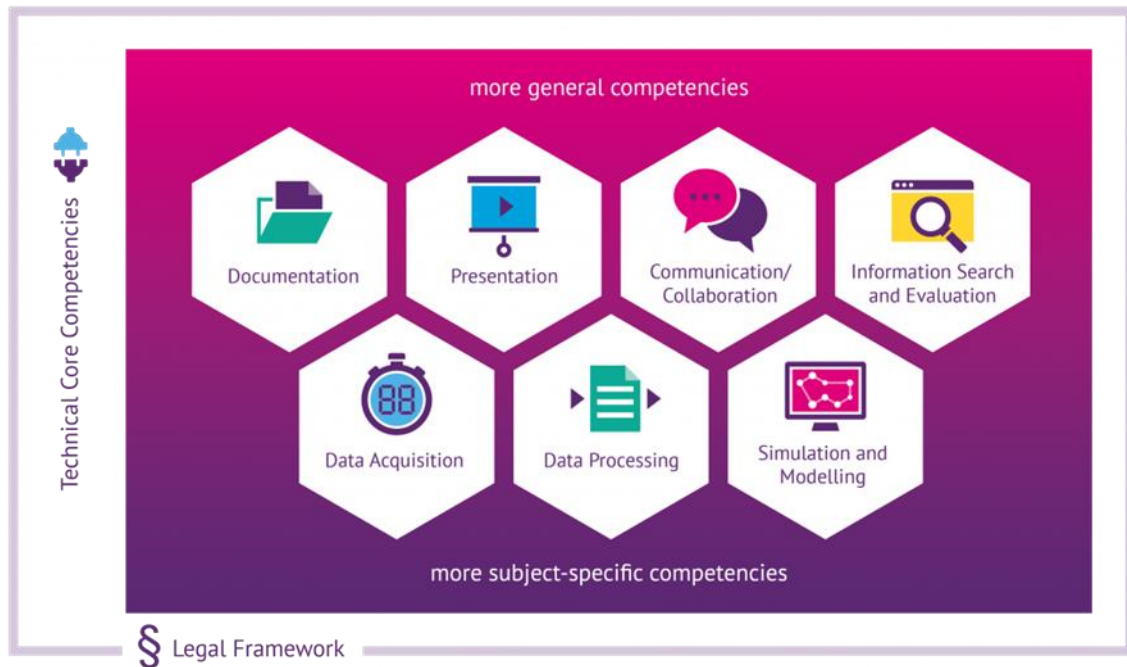 more general competencies
Technical Core Competencies
Documentation
Presentation
Communication/
Collaboration
Information Search
and Evaluation
88
Data Acquisition
Data Processing
Simulation and
Modelling
more subject-specific competencies
§ Legal Framework